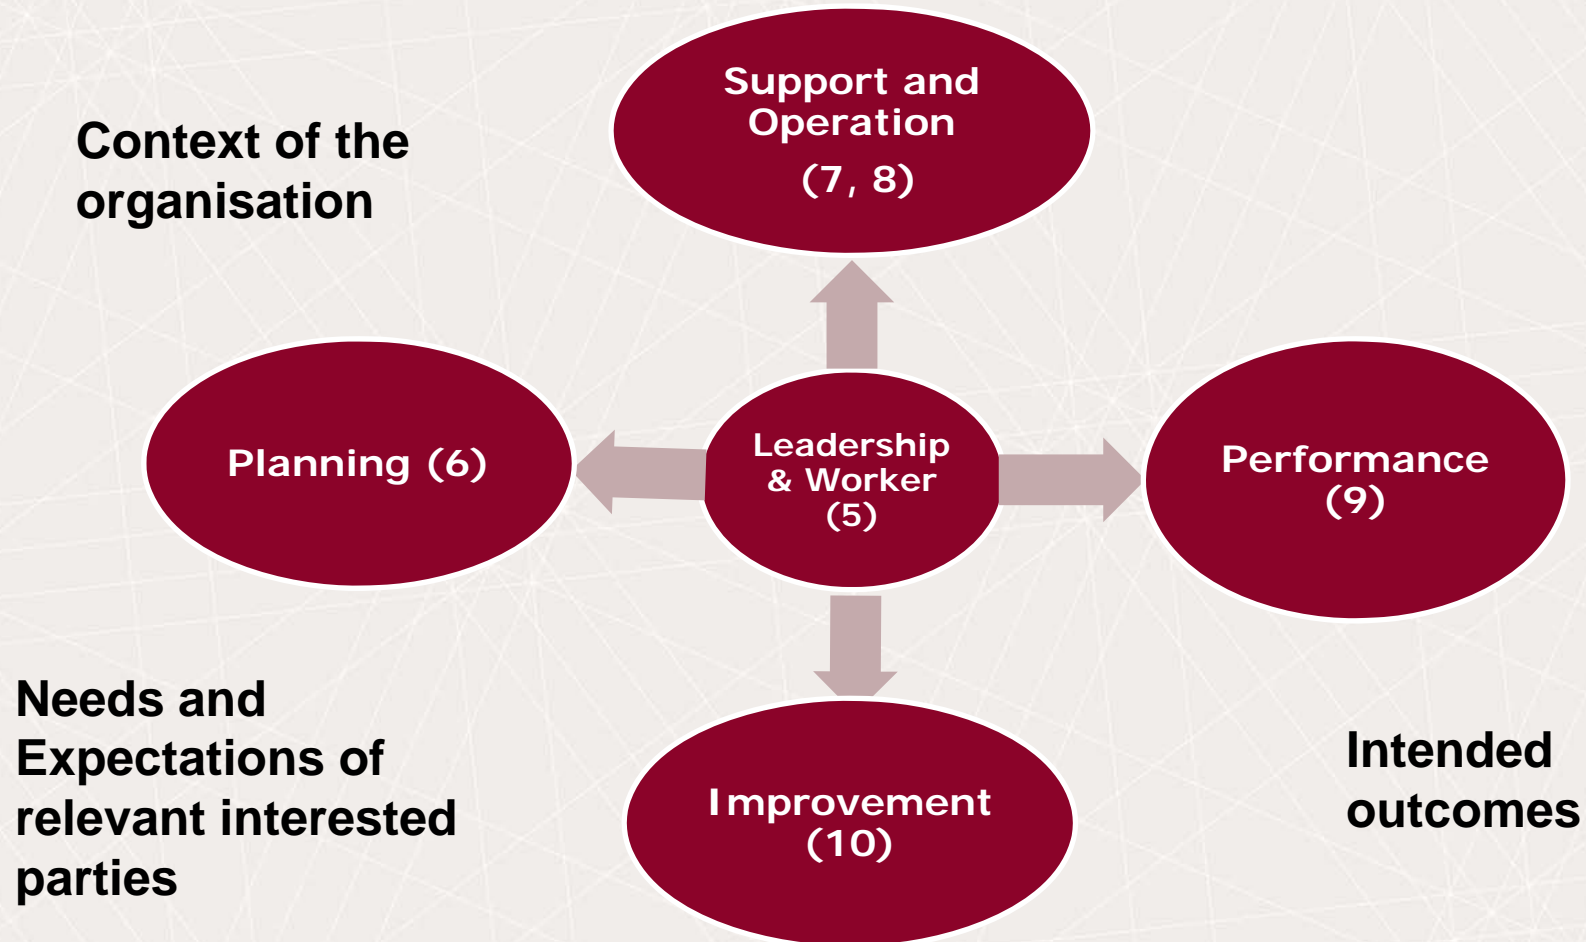 Support and
Operation
(7, 8)
Context of the
organisation
Planning (6)
Leadership
& Worker
(5)
Performance
(9)
Needs and
Expectations of
relevant interested
parties
Improvement
(10)
Intended
outcomes